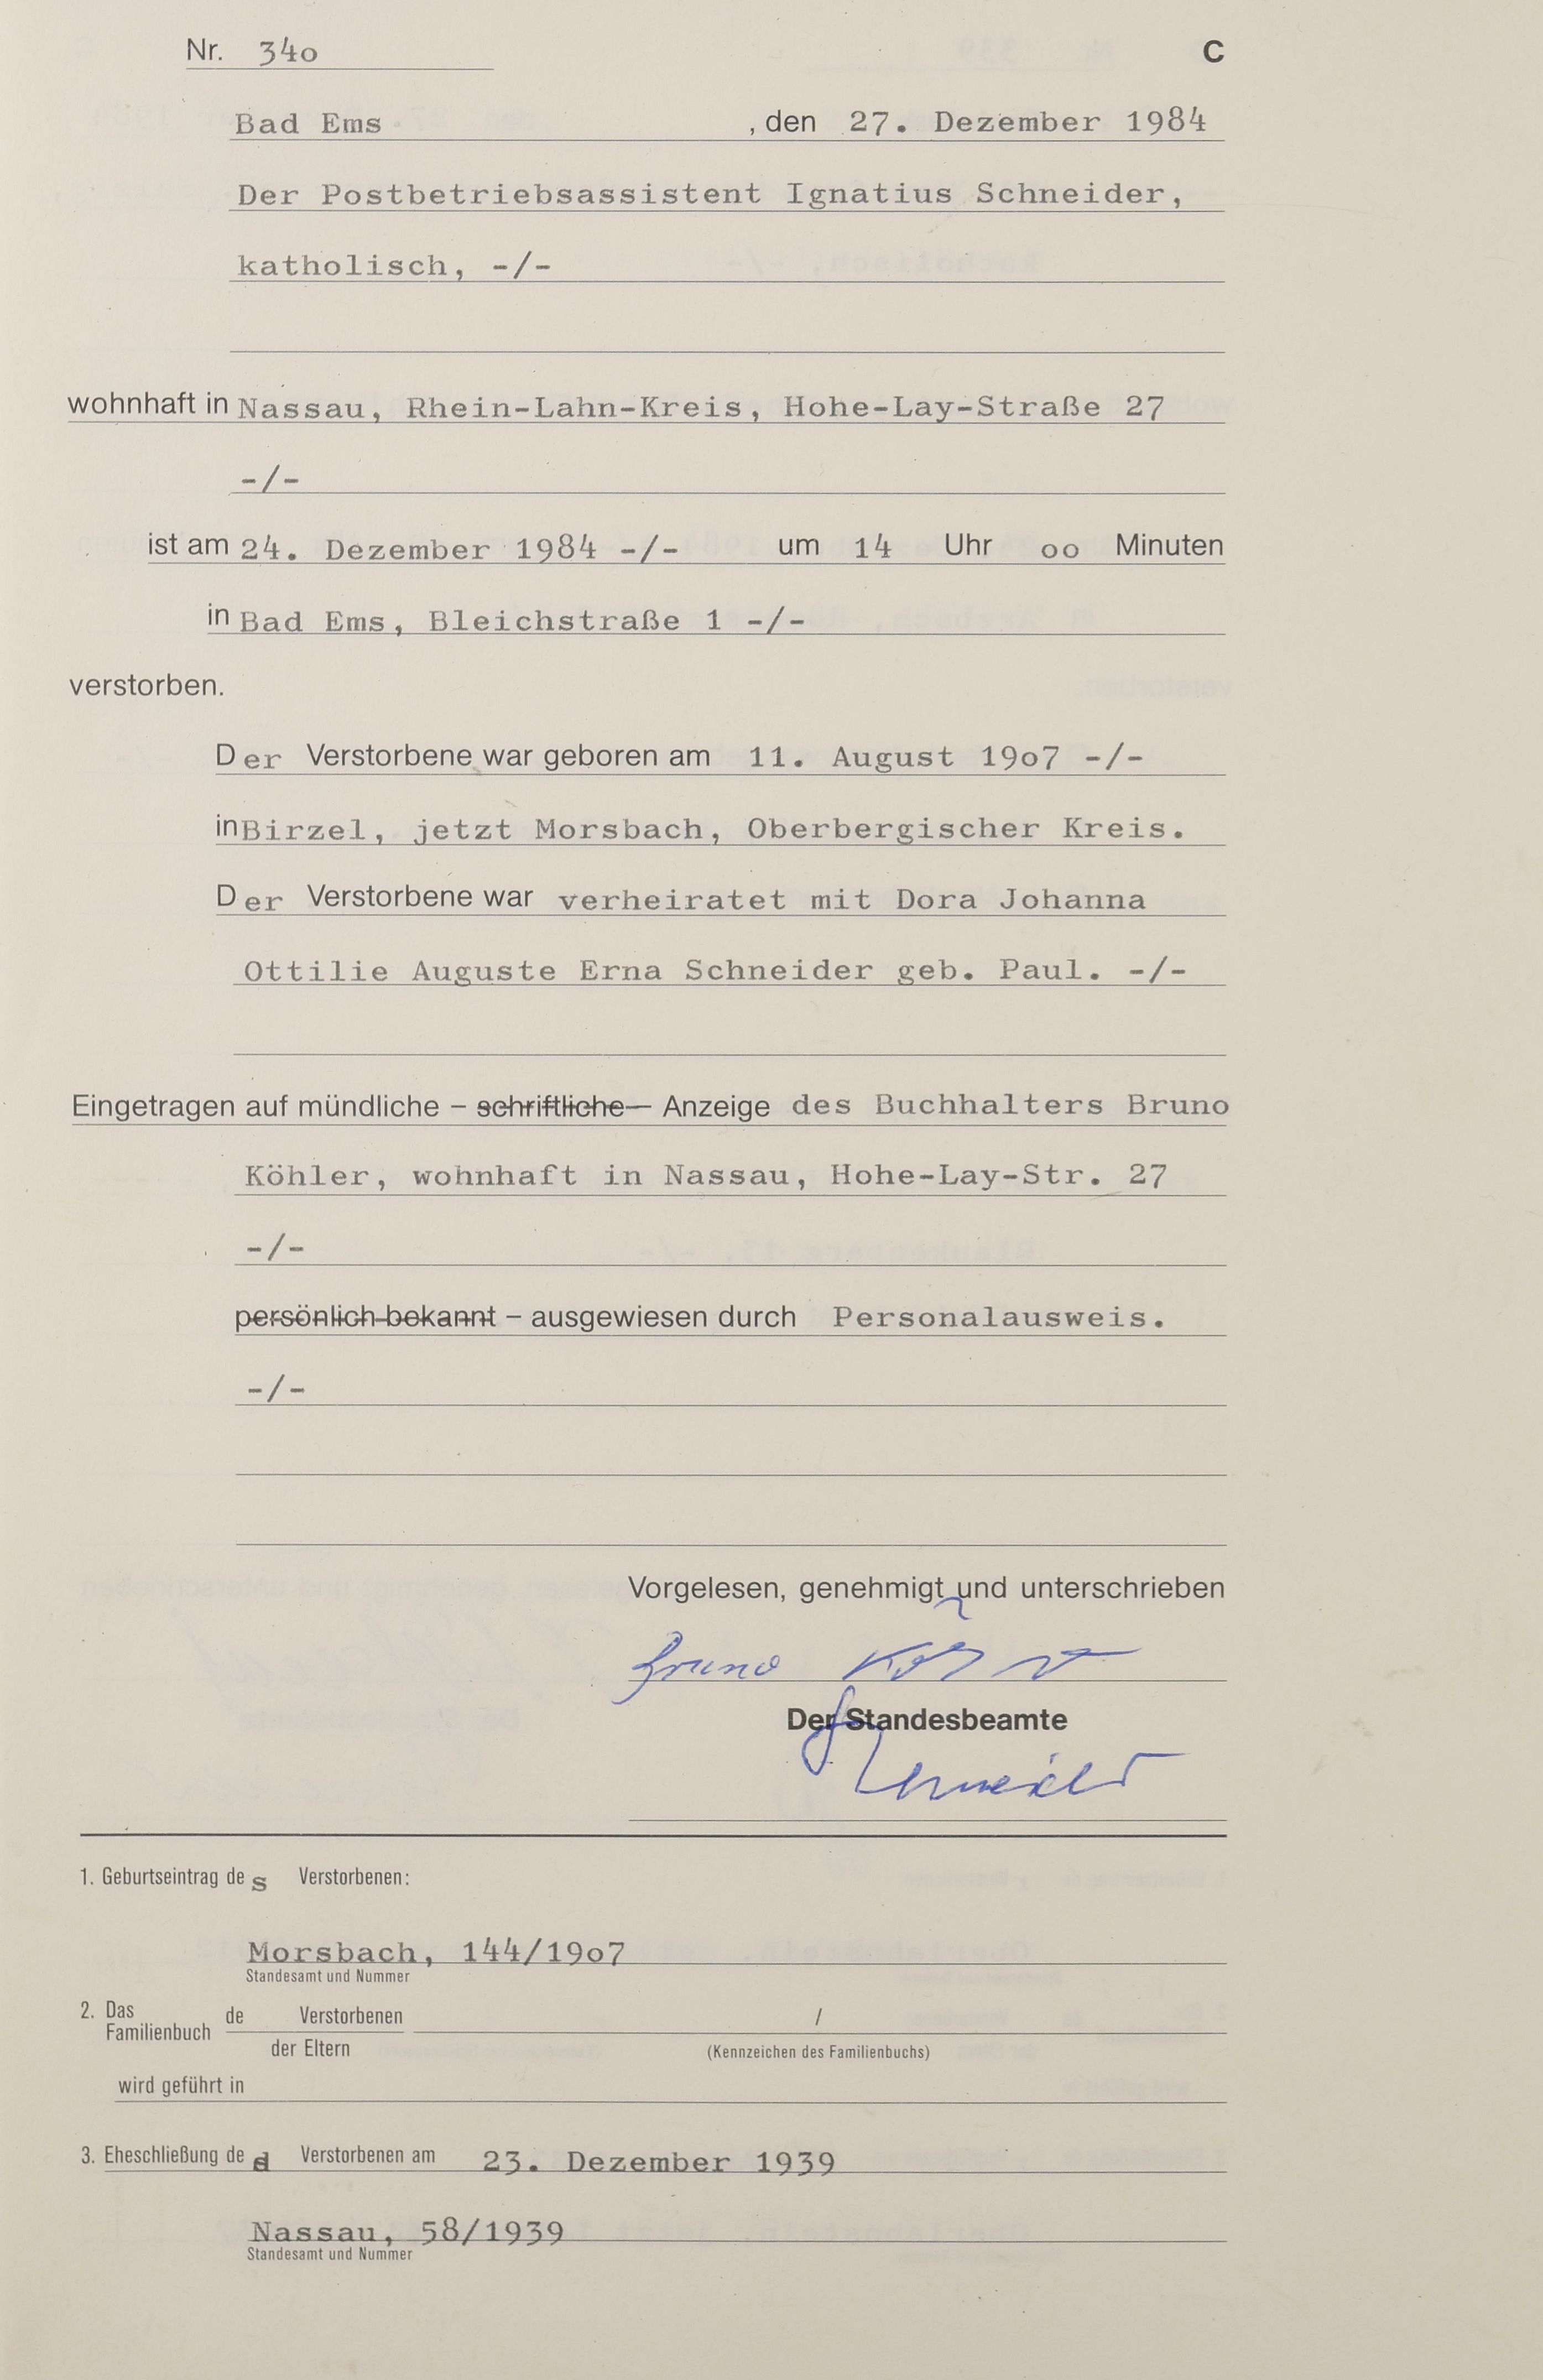 Nr. 34o C
Bad Ems , den 27. Dezember 1984
Der Postbetriebsassistent Ignatius Schneider,
katholisch, -/-
wohnhaft in Nassau, Rhein-Lahn-Kreis, Hohe-Lay-Straße 27
-/-
ist am 24. Dezember 1984 -/- um 14 Uhr oo Minuten
in Bad Ems, Bleichstraße 1 -/-
verstorben.
Der Verstorbene war geboren am 11. August 19o7 -/-
in Birzel, jetzt Morsbach, Oberbergischer Kreis.
Der Verstorbene war verheiratet mit Dora Johanna
Ottilie Auguste Erna Schneider geb. Paul. -/-
Eingetragen auf mündliche – schriftliche – Anzeige des Buchhalters Bruno
Köhler, wohnhaft in Nassau, Hohe-Lay-Str. 27
-/-
persönlich bekannt – ausgewiesen durch Personalausweis.
-/-
Vorgelesen, genehmigt und unterschrieben
Bruno
Der Standesbeamte
1. Geburtseintrag des Verstorbenen:
Morsbach, 144/19o7
Standesamt und Nummer
2. Das Familienbuch de Verstorbenen /
der Eltern (Kennzeichen des Familienbuchs)
wird geführt in
3. Eheschließung de Verstorbenen am 23. Dezember 1939
Nassau, 58/1939
Standesamt und Nummer